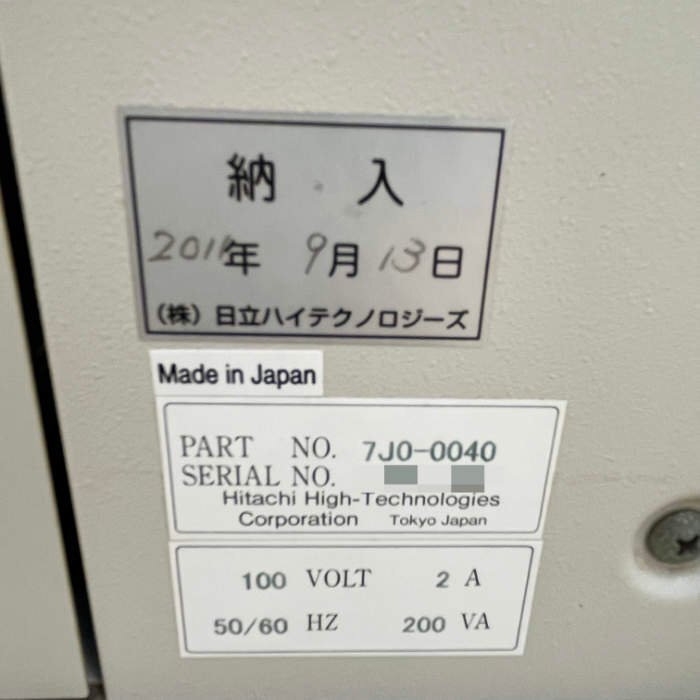 納 入
2011年 9月 13日
(株) 日立ハイテクノロジーズ
Made in Japan
PART NO. 7J0-0040
SERIAL NO.
Hitachi High-Technologies
Corporation Tokyo Japan
100 VOLT 2 A
50/60 HZ 200 VA